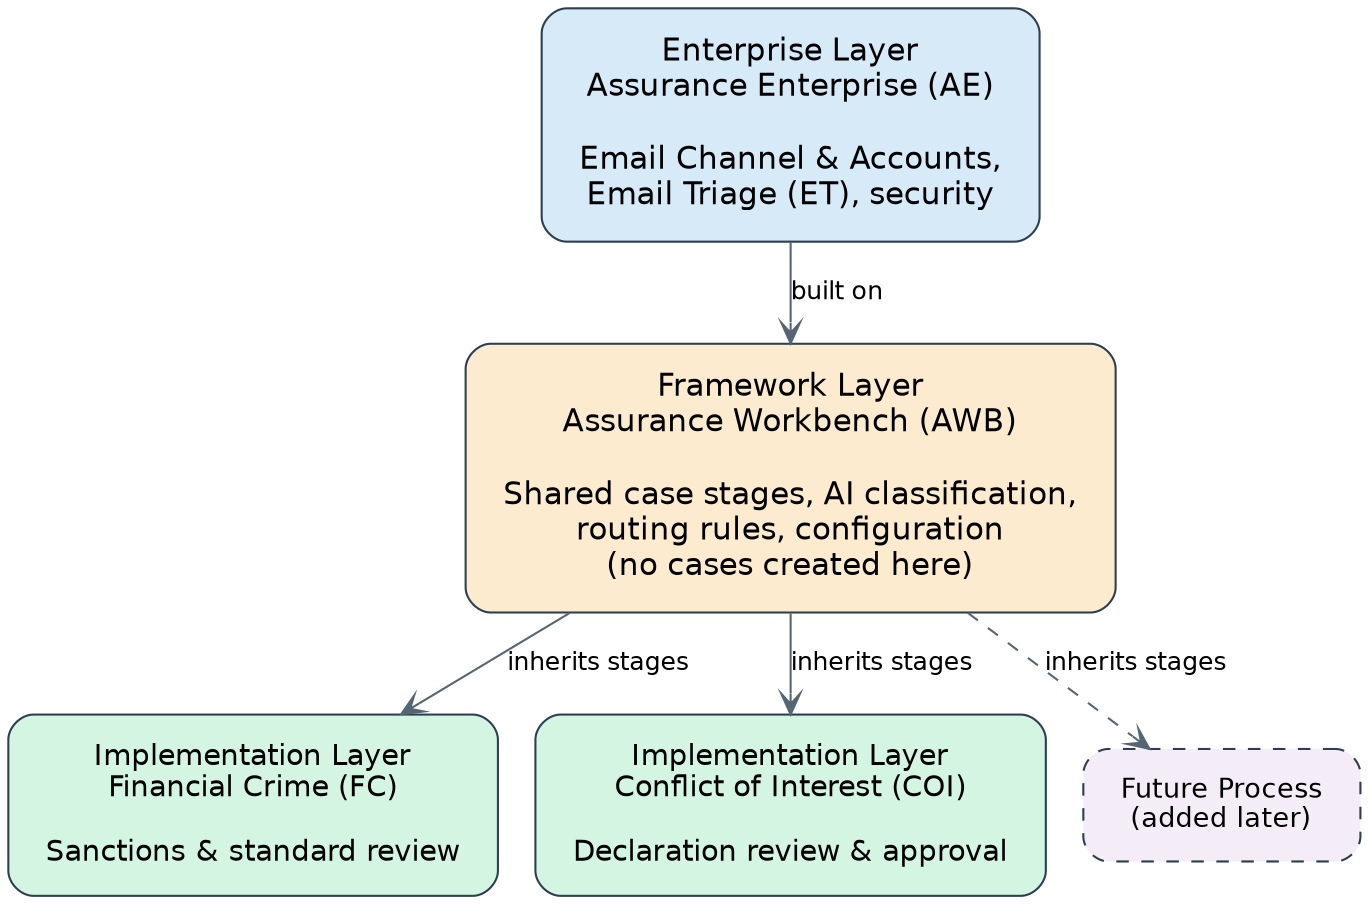 Enterprise Layer
Assurance Enterprise (AE)
Email Channel & Accounts,
Email Triage (ET), security
built on
Framework Layer
Assurance Workbench (AWB)
Shared case stages, AI classification,
routing rules, configuration
(no cases created here)
inherits stages
inherits stages
inherits stages
Implementation Layer
Financial Crime (FC)
Sanctions & standard review
Implementation Layer
Conflict of Interest (COI)
Declaration review & approval
Future Process
(added later)